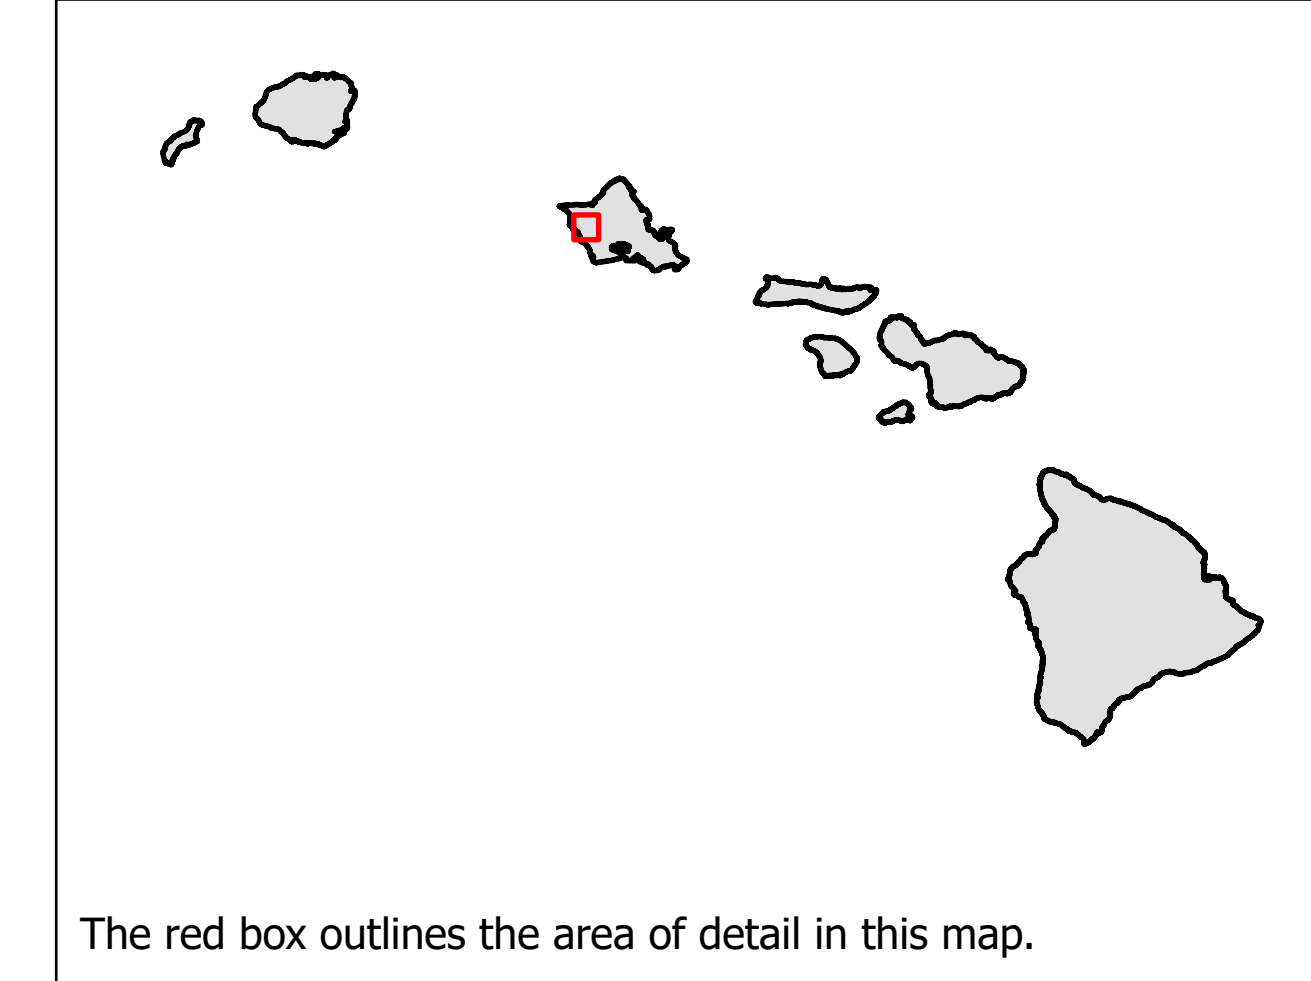 The red box outlines the area of detail in this map.